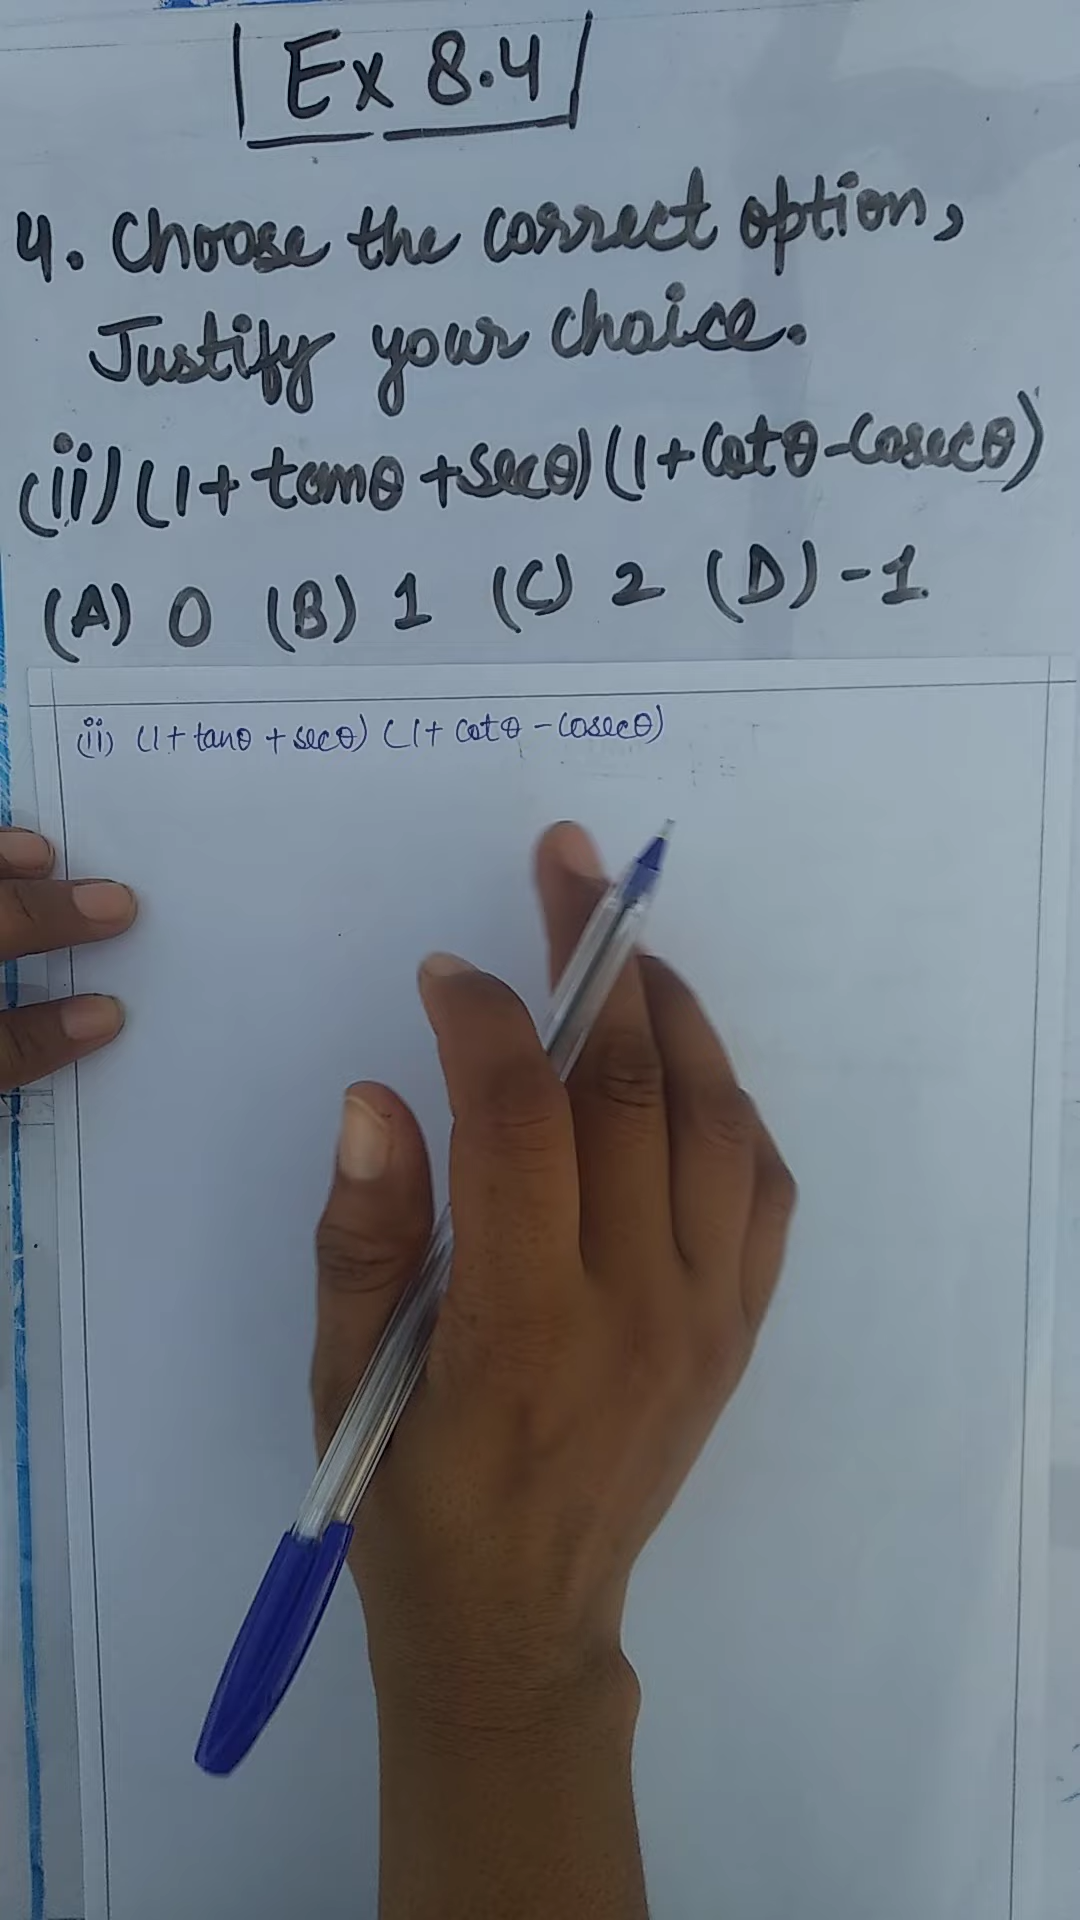 Ex 8.4
4. Choose the correct option,
Justify your choice.
(ii) (1 + tanθ + secθ) (1 + cotθ - cosecθ)
(A) 0 (B) 1 (C) 2 (D) -1.
(ii) (1 + tanθ + secθ) (1 + cotθ - cosecθ)